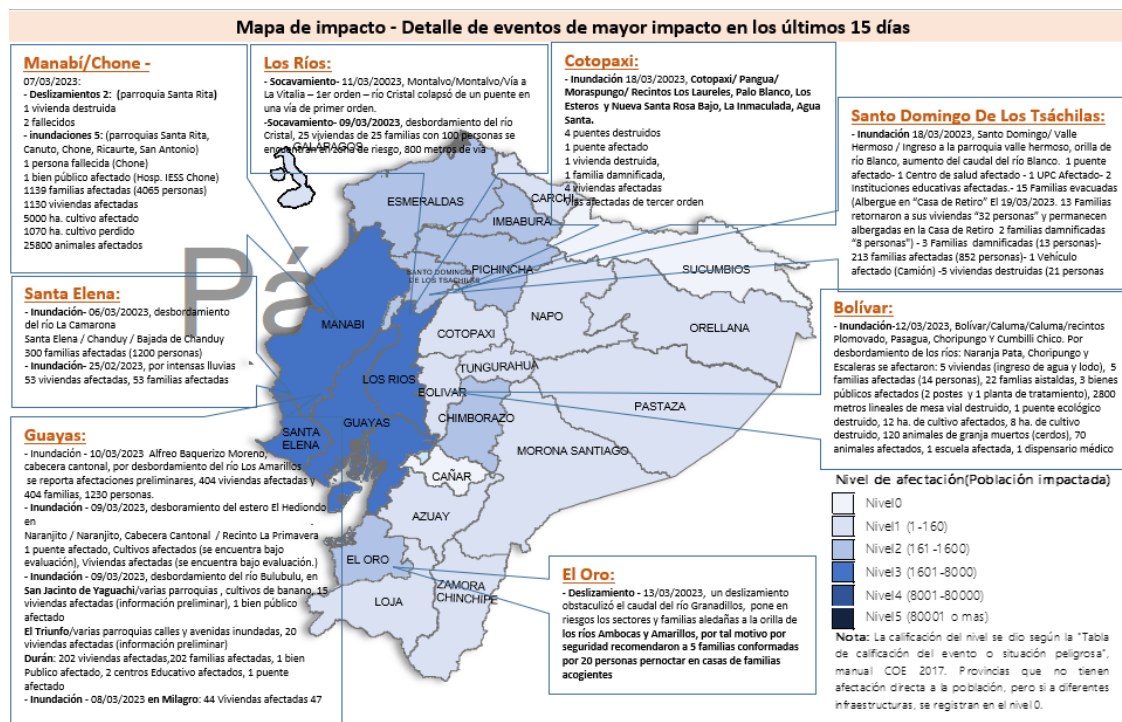 Mapa de impacto - Detalle de eventos de mayor impacto en los últimos 15 días
Manabí/Chone -
07/03/2023:
- Deslizamientos 2: (parroquia Santa Rita)
1 vivienda destruida
2 fallecidos
- inundaciones 5: (parroquias Santa Rita,
Canuto, Chone, Ricaurte, San Antonio)
1 persona fallecida (Chone)
1 bien público afectado (Hosp. IESS Chone)
1139 familias afectadas (4065 personas)
1130 viviendas afectadas
5000 ha. cultivo afectado
1070 ha. cultivo perdido
25800 animales afectados
Santa Elena:
- Inundación- 06/03/20023, desbordamiento
del río La Camarona
Santa Elena / Chanduy / Bajada de Chanduy
300 familias afectadas (1200 personas)
- Inundación- 25/02/2023, por intensas lluvias
53 viviendas afectadas, 53 familias afectadas
Guayas:
- Inundación - 10/03/2023 Alfredo Baquerizo Moreno,
cabecera cantonal, por desbordamiento del río Los Amarillos
se reporta afectaciones preliminares, 404 viviendas afectadas y
404 familias, 1230 personas.
- Inundación - 09/03/2023, desboramiento del estero El Hediondo
en
Naranjito / Naranjito, Cabecera Cantonal / Recinto La Primavera
1 puente afectado, Cultivos afectados (se encuentra bajo
evaluación), Viviendas afectadas (se encuentra bajo evaluación.)
- Inundación - 09/03/2023, desbordamiento del río Bulubulu, en
San Jacinto de Yaguachi/varias parroquias , cultivos de banano, 15
viviendas afectadas (información preliminar), 1 bien público
afectado
El Triunfo/varias parroquias calles y avenidas inundadas, 20
viviendas afectadas (información preliminar)
Durán: 202 viviendas afectadas,202 familias afectadas, 1 bien
Publico afectado, 2 centros Educativo afectados, 1 puente
afectado
- Inundación - 08/03/2023 en Milagro: 44 Viviendas afectadas 47
Los Ríos:
- Socavamiento- 11/03/20023, Montalvo/Montalvo/Vía a
La Vitalia – 1er orden – río Cristal colapsó de un puente en
una vía de primer orden.
-Socavamiento- 09/03/20023, desbordamiento del río
Cristal, 25 viviendas de 25 familias con 100 personas se
encuentran en zona de riesgo, 800 metros de vía
Cotopaxi:
- Inundación 18/03/20023, Cotopaxi/ Pangua/
Moraspungo/ Recintos Los Laureles, Palo Blanco, Los
Esteros y Nueva Santa Rosa Bajo, La Inmaculada, Agua
Santa.
4 puentes destruidos
1 puente afectado
1 vivienda destruida,
1 familia damnificada,
4 viviendas afectadas
Vías afectadas de tercer orden
Santo Domingo De Los Tsáchilas:
- Inundación 18/03/20023, Santo Domingo/ Valle
Hermoso / Ingreso a la parroquia valle hermoso, orilla de
río Blanco, aumento del caudal del río Blanco. 1 puente
afectado- 1 Centro de salud afectado - 1 UPC Afectado- 2
Instituciones educativas afectadas.- 15 Familias evacuadas
(Albergue en "Casa de Retiro" El 19/03/2023. 13 Familias
retornaron a sus viviendas "32 personas" y permanecen
albergadas en la Casa de Retiro 2 familias damnificadas
"8 personas") - 3 Familias damnificadas (13 personas)-
213 familias afectadas (852 personas)- 1 Vehículo
afectado (Camión) -5 viviendas destruidas (21 personas
Bolívar:
- Inundación-12/03/2023, Bolívar/Caluma/Caluma/recintos
Plomovado, Pasagua, Choripungo Y Cumbilli Chico. Por
desbordamiento de los ríos: Naranja Pata, Choripungo y
Escaleras se afectaron: 5 viviendas (ingreso de agua y lodo), 5
familias afectadas (14 personas), 22 familas aistaldas, 3 bienes
públicos afectados (2 postes y 1 planta de tratamiento), 2800
metros lineales de mesa vial destruido, 1 puente ecológico
destruido, 12 ha. de cultivo afectados, 8 ha. de cultivo
destruido, 120 animales de granja muertos (cerdos), 70
animales afectados, 1 escuela afectada, 1 dispensario médico
El Oro:
- Deslizamiento - 13/03/20023, un deslizamiento
obstaculizó el caudal del río Granadillos, pone en
riesgos los sectores y familias aledañas a la orilla de
los ríos Ambocas y Amarillos, por tal motivo por
seguridad recomendaron a 5 familias conformadas
por 20 personas pernoctar en casas de familias
acogientes
GALÁPAGOS
ESMERALDAS
CARCHI
IMBABURA
PICHINCHA
SANTO DOMINGO
DE LOS TSACHILAS
SUCUMBIOS
Pá
MANABI
COTOPAXI
NAPO
ORELLANA
TUNGURAHUA
LOS RIOS
BOLIVAR
PASTAZA
CHIMBORAZO
GUAYAS
SANTA
ELENA
MORONA SANTIAGO
CAÑAR
AZUAY
EL ORO
ZAMORA
CHINCHIPE
LOJA
Nivel de afectación(Población impactada)
Nivel0
Nivel1 (1-160)
Nivel2 (161-1600)
Nivel3 (1601-8000)
Nivel4 (8001-80000)
Nivel5 (80001 o mas)
Nota: La calificación del nivel se dio según la "Tabla
de calificación del evento o situación peligrosa",
manual COE 2017. Provincias que no tienen
afectación directa a la población, pero si a diferentes
infraestructuras, se registran en el nivel 0.